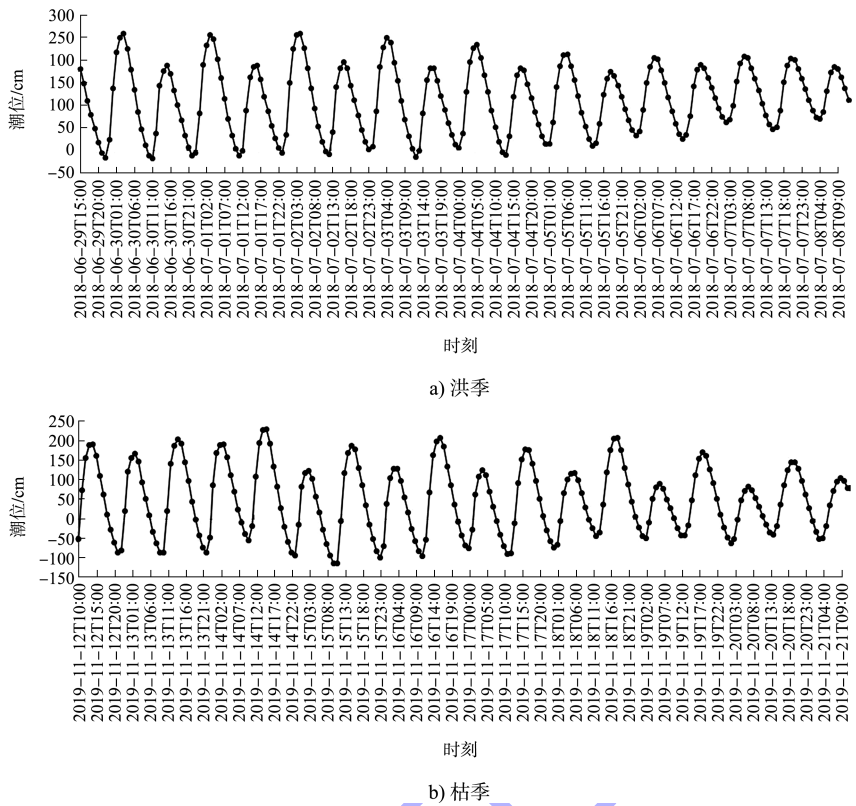 300
250
100
150
100
50
0
−50
潮位/cm
2018−06−29T15:00
2018−06−29T20:00
2018−06−30T01:00
2018−06−30T06:00
2018−06−30T11:00
2018−06−30T16:00
2018−06−30T21:00
2018−07−01T02:00
2018−07−01T07:00
2018−07−01T12:00
2018−07−01T17:00
2018−07−01T22:00
2018−07−02T03:00
2018−07−02T08:00
2018−07−02T13:00
2018−07−02T18:00
2018−07−02T23:00
2018−07−03T04:00
2018−07−03T09:00
2018−07−03T14:00
2018−07−03T19:00
2018−07−04T00:00
2018−07−04T05:00
2018−07−04T10:00
2018−07−04T15:00
2018−07−04T20:00
2018−07−05T01:00
2018−07−05T06:00
2018−07−05T11:00
2018−07−05T16:00
2018−07−05T21:00
2018−07−06T02:00
2018−07−06T07:00
2018−07−06T12:00
2018−07−06T17:00
2018−07−06T22:00
2018−07−07T03:00
2018−07−07T08:00
2018−07−07T13:00
2018−07−07T18:00
2018−07−07T23:00
2018−07−08T04:00
2018−07−08T09:00
时刻
a) 洪季
250
200
150
100
50
0
−50
−100
−150
潮位/cm
2019−11−12T10:00
2019−11−12T15:00
2019−11−12T20:00
2019−11−13T01:00
2019−11−13T06:00
2019−11−13T11:00
2019−11−13T16:00
2019−11−13T21:00
2019−11−14T02:00
2019−11−14T07:00
2019−11−14T12:00
2019−11−14T17:00
2019−11−14T22:00
2019−11−15T03:00
2019−11−15T08:00
2019−11−15T13:00
2019−11−15T18:00
2019−11−15T23:00
2019−11−16T04:00
2019−11−16T09:00
2019−11−16T14:00
2019−11−16T19:00
2019−11−17T00:00
2019−11−17T05:00
2019−11−17T10:00
2019−11−17T15:00
2019−11−17T20:00
2019−11−18T01:00
2019−11−18T06:00
2019−11−18T11:00
2019−11−18T16:00
2019−11−18T21:00
2019−11−19T02:00
2019−11−19T07:00
2019−11−19T12:00
2019−11−19T17:00
2019−11−19T22:00
2019−11−20T03:00
2019−11−20T08:00
2019−11−20T13:00
2019−11−20T18:00
2019−11−20T23:00
2019−11−21T04:00
2019−11−21T09:00
时刻
b) 枯季